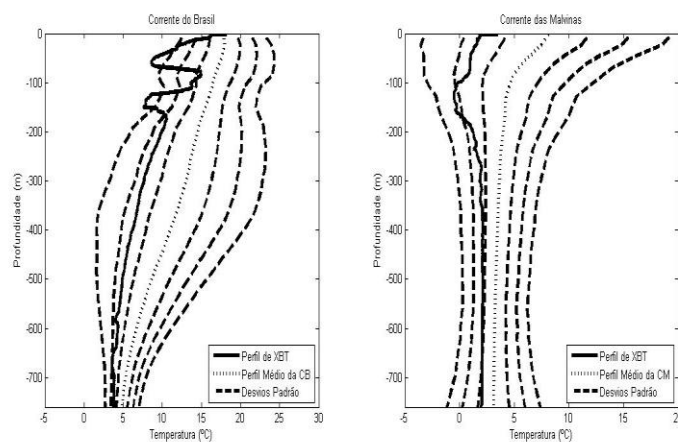 Corrente do Brasil
0
-100
-200
-300
-400
-500
-600
-700
Profundidade (m)
Perfil de XBT
Perfil Médio da CB
Desvios Padrão
-5 0 5 10 15 20 25 30
Temperatura (ºC)
Corrente das Malvinas
0
-100
-200
-300
-400
-500
-600
-700
Profundidade (m)
Perfil de XBT
Perfil Médio da CM
Desvios Padrão
-5 0 5 10 15 20
Temperatura (ºC)